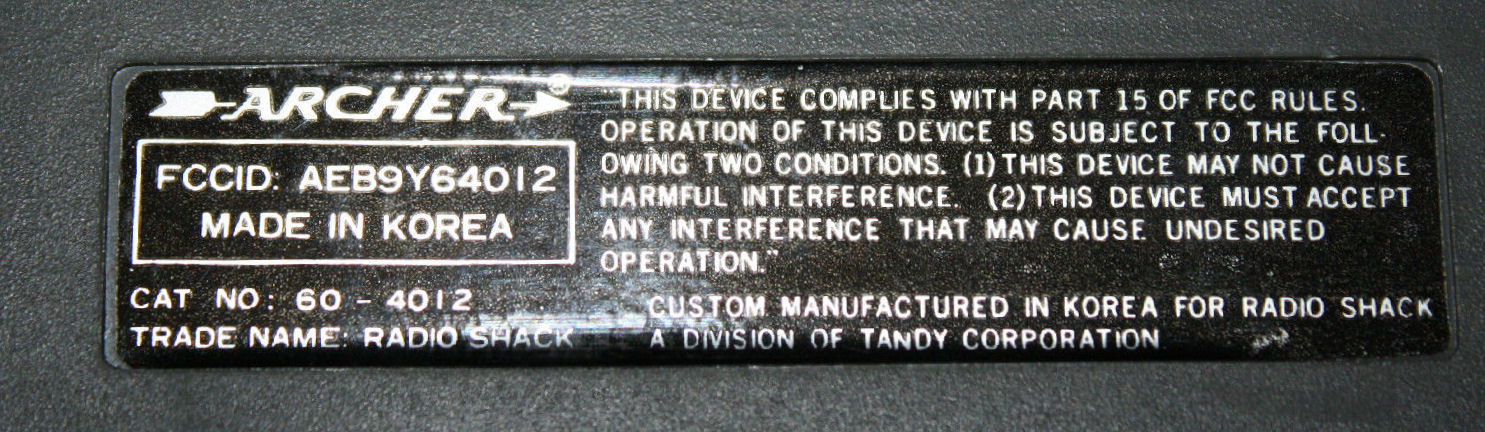 ARCHER®
FCCID: AEB9Y64012
MADE IN KOREA
CAT NO: 60 - 4012
TRADE NAME: RADIO SHACK
"THIS DEVICE COMPLIES WITH PART 15 OF FCC RULES.
OPERATION OF THIS DEVICE IS SUBJECT TO THE FOLL-
OWING TWO CONDITIONS. (1) THIS DEVICE MAY NOT CAUSE
HARMFUL INTERFERENCE. (2) THIS DEVICE MUST ACCEPT
ANY INTERFERENCE THAT MAY CAUSE UNDESIRED
OPERATION."
CUSTOM MANUFACTURED IN KOREA FOR RADIO SHACK
A DIVISION OF TANDY CORPORATION